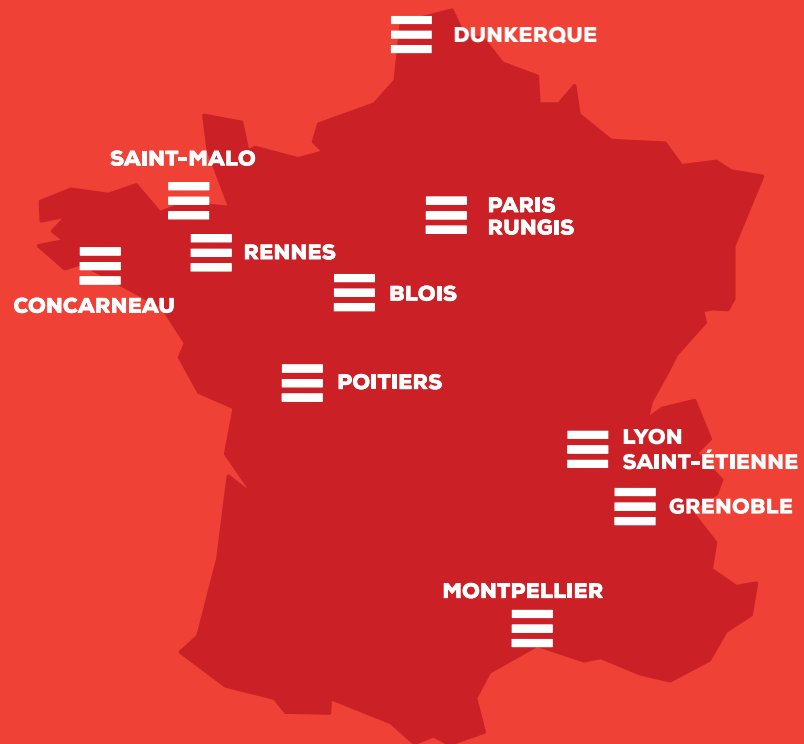 DUNKERQUE
SAINT-MALO
PARIS
RUNGIS
RENNES
BLOIS
CONCARNEAU
POITIERS
LYON
SAINT-ÉTIENNE
GRENOBLE
MONTPELLIER